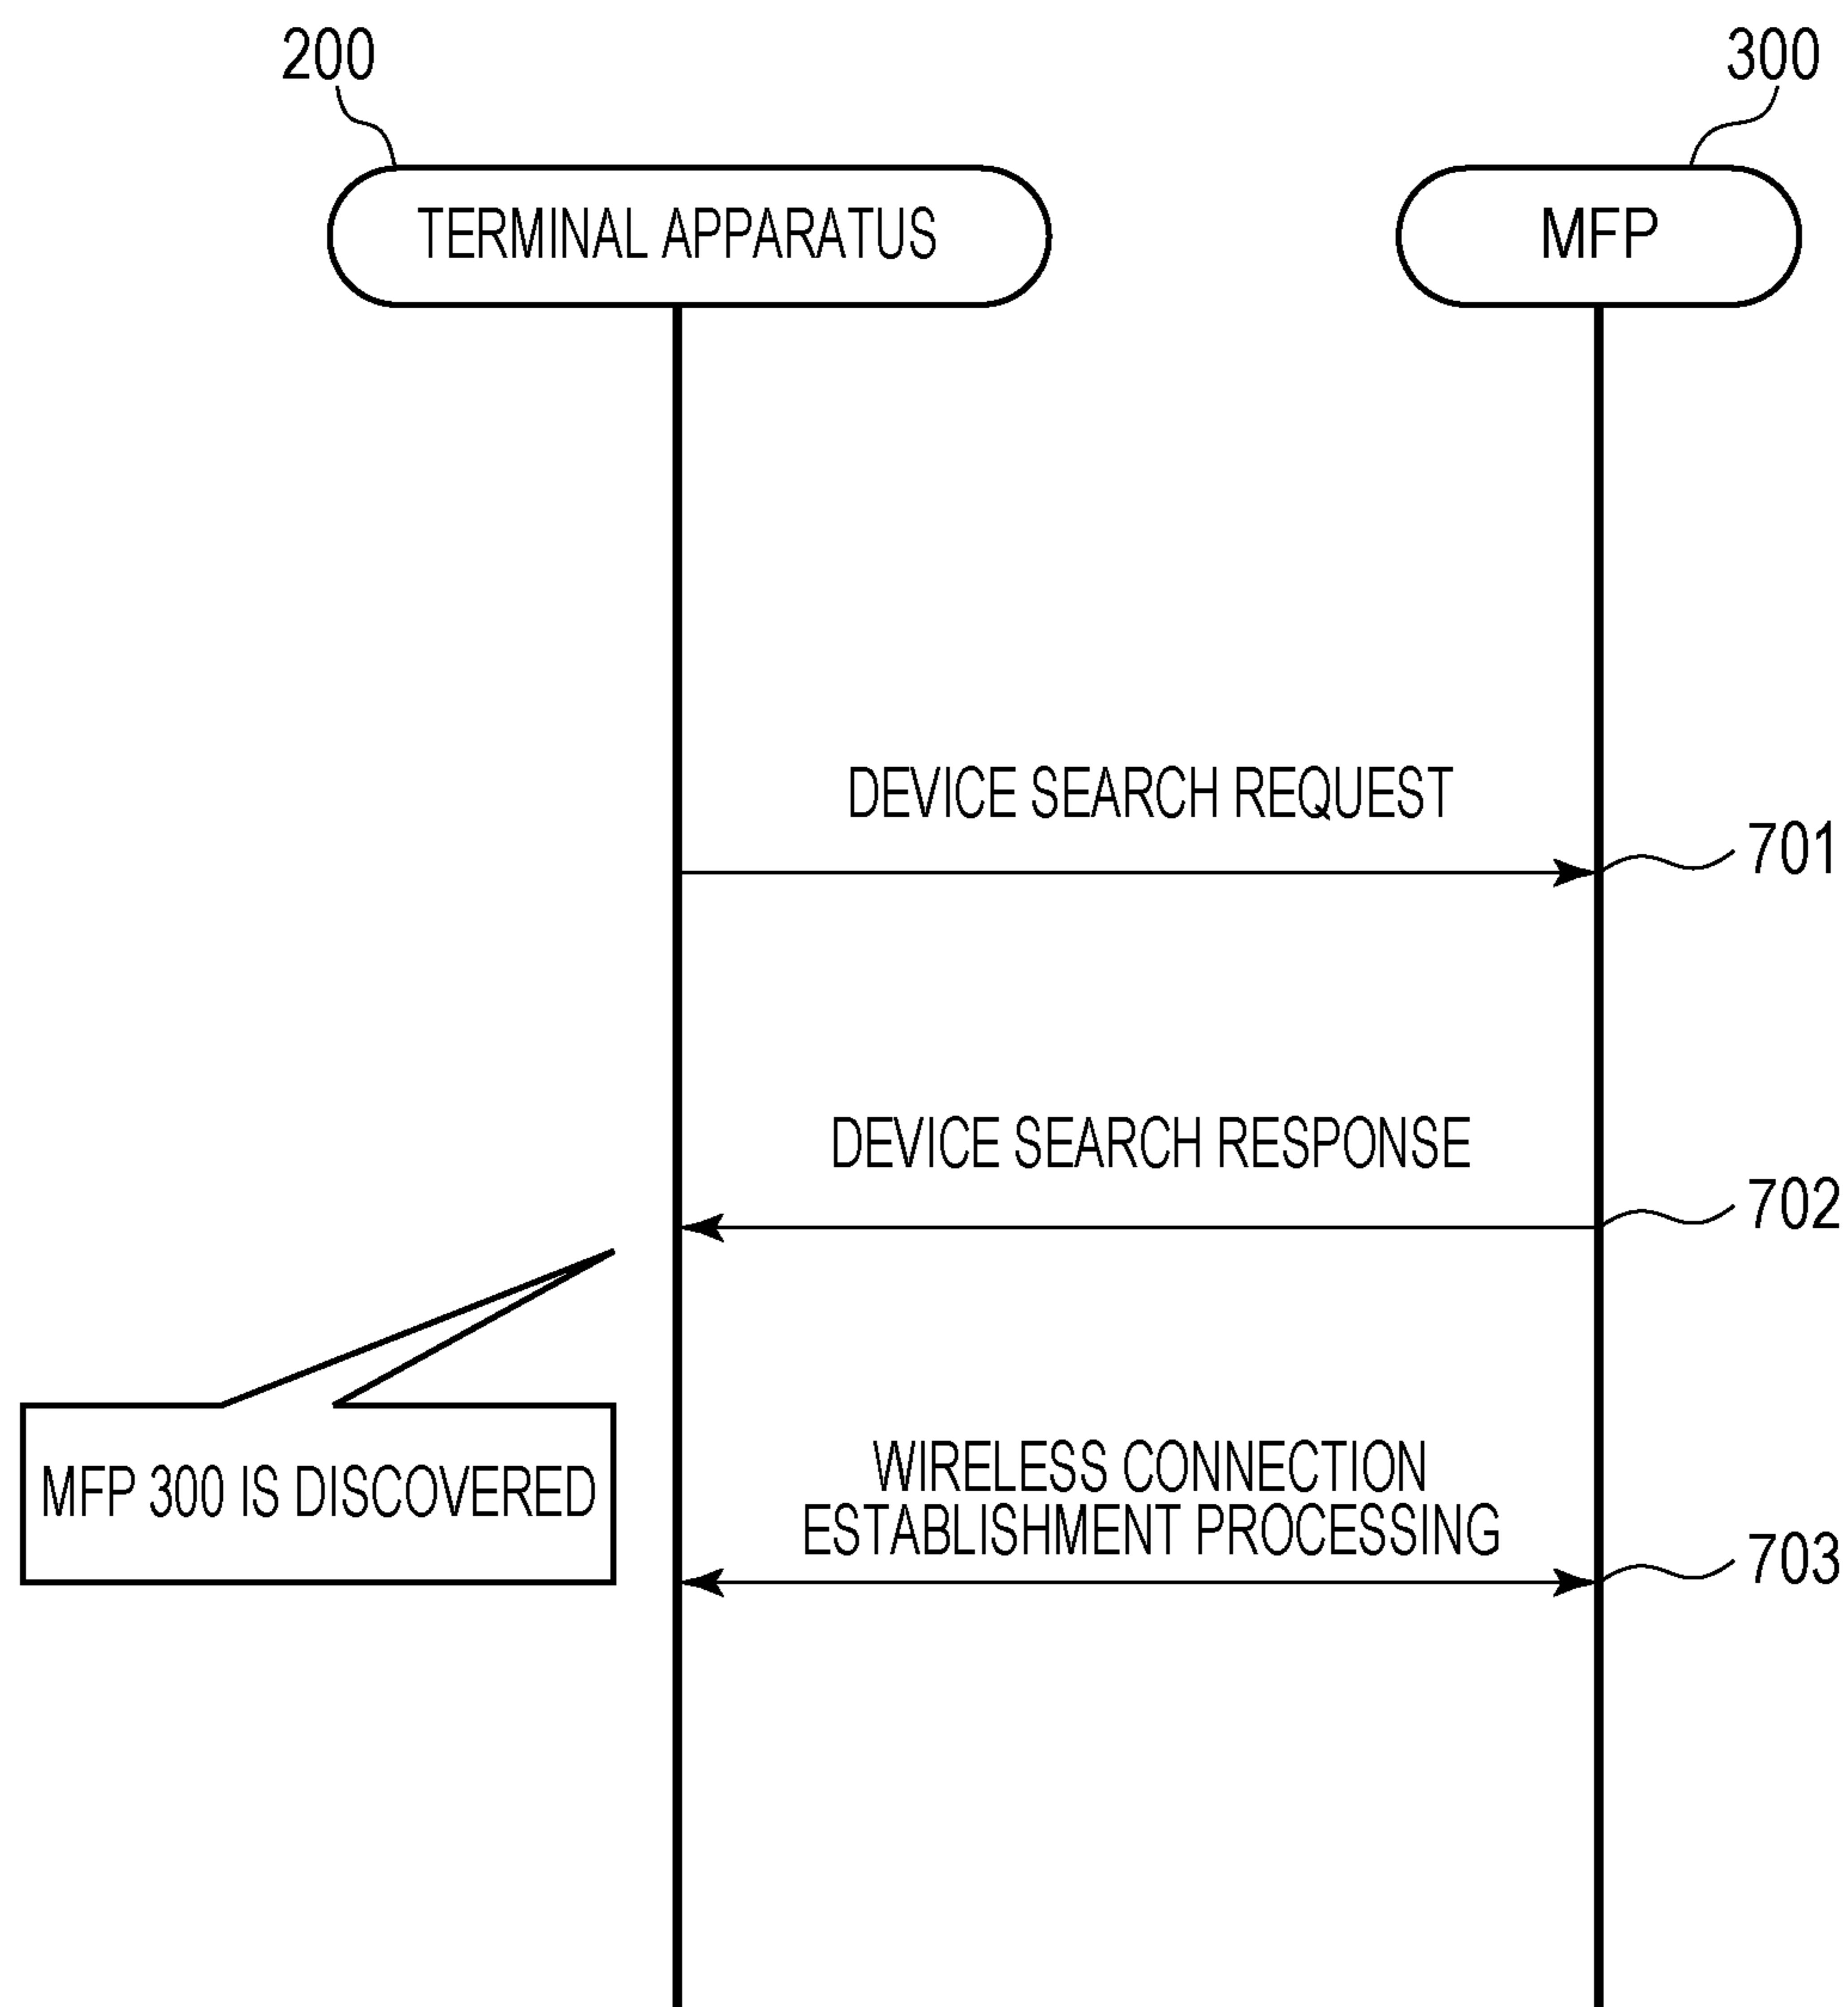 200
300
TERMINAL APPARATUS
MFP
DEVICE SEARCH REQUEST
701
DEVICE SEARCH RESPONSE
702
MFP 300 IS DISCOVERED
WIRELESS CONNECTION
ESTABLISHMENT PROCESSING
703